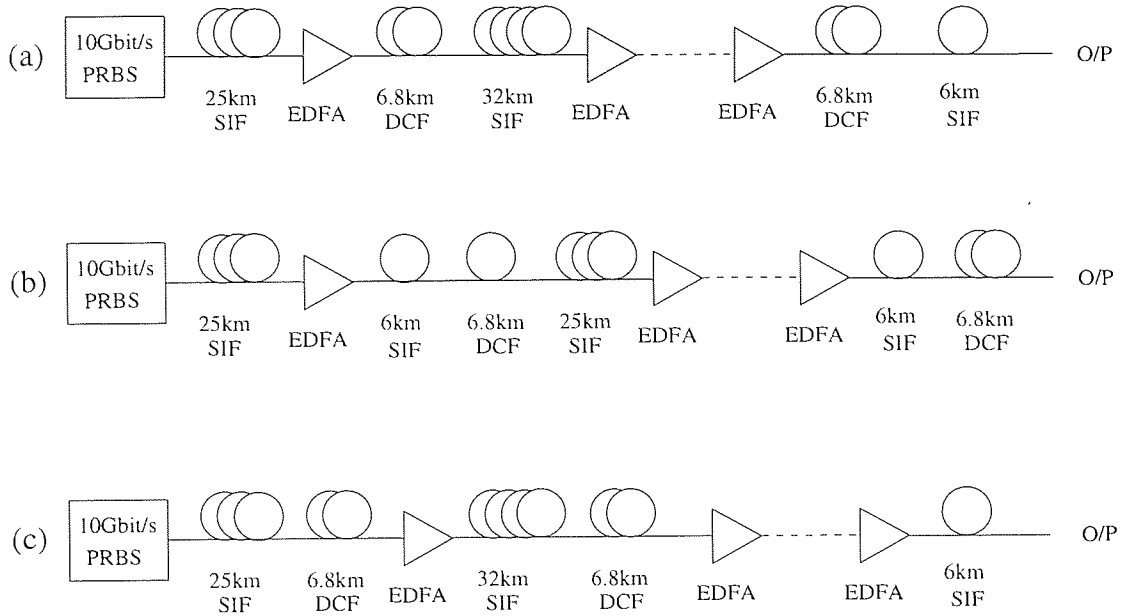 (a)
10Gbit/s
PRBS
25km
SIF
EDFA
6.8km
DCF
32km
SIF
EDFA
EDFA
6.8km
DCF
6km
SIF
O/P
(b)
10Gbit/s
PRBS
25km
SIF
EDFA
6km
SIF
6.8km
DCF
25km
SIF
EDFA
EDFA
6km
SIF
6.8km
DCF
O/P
(c)
10Gbit/s
PRBS
25km
SIF
6.8km
DCF
EDFA
32km
SIF
6.8km
DCF
EDFA
EDFA
6km
SIF
O/P